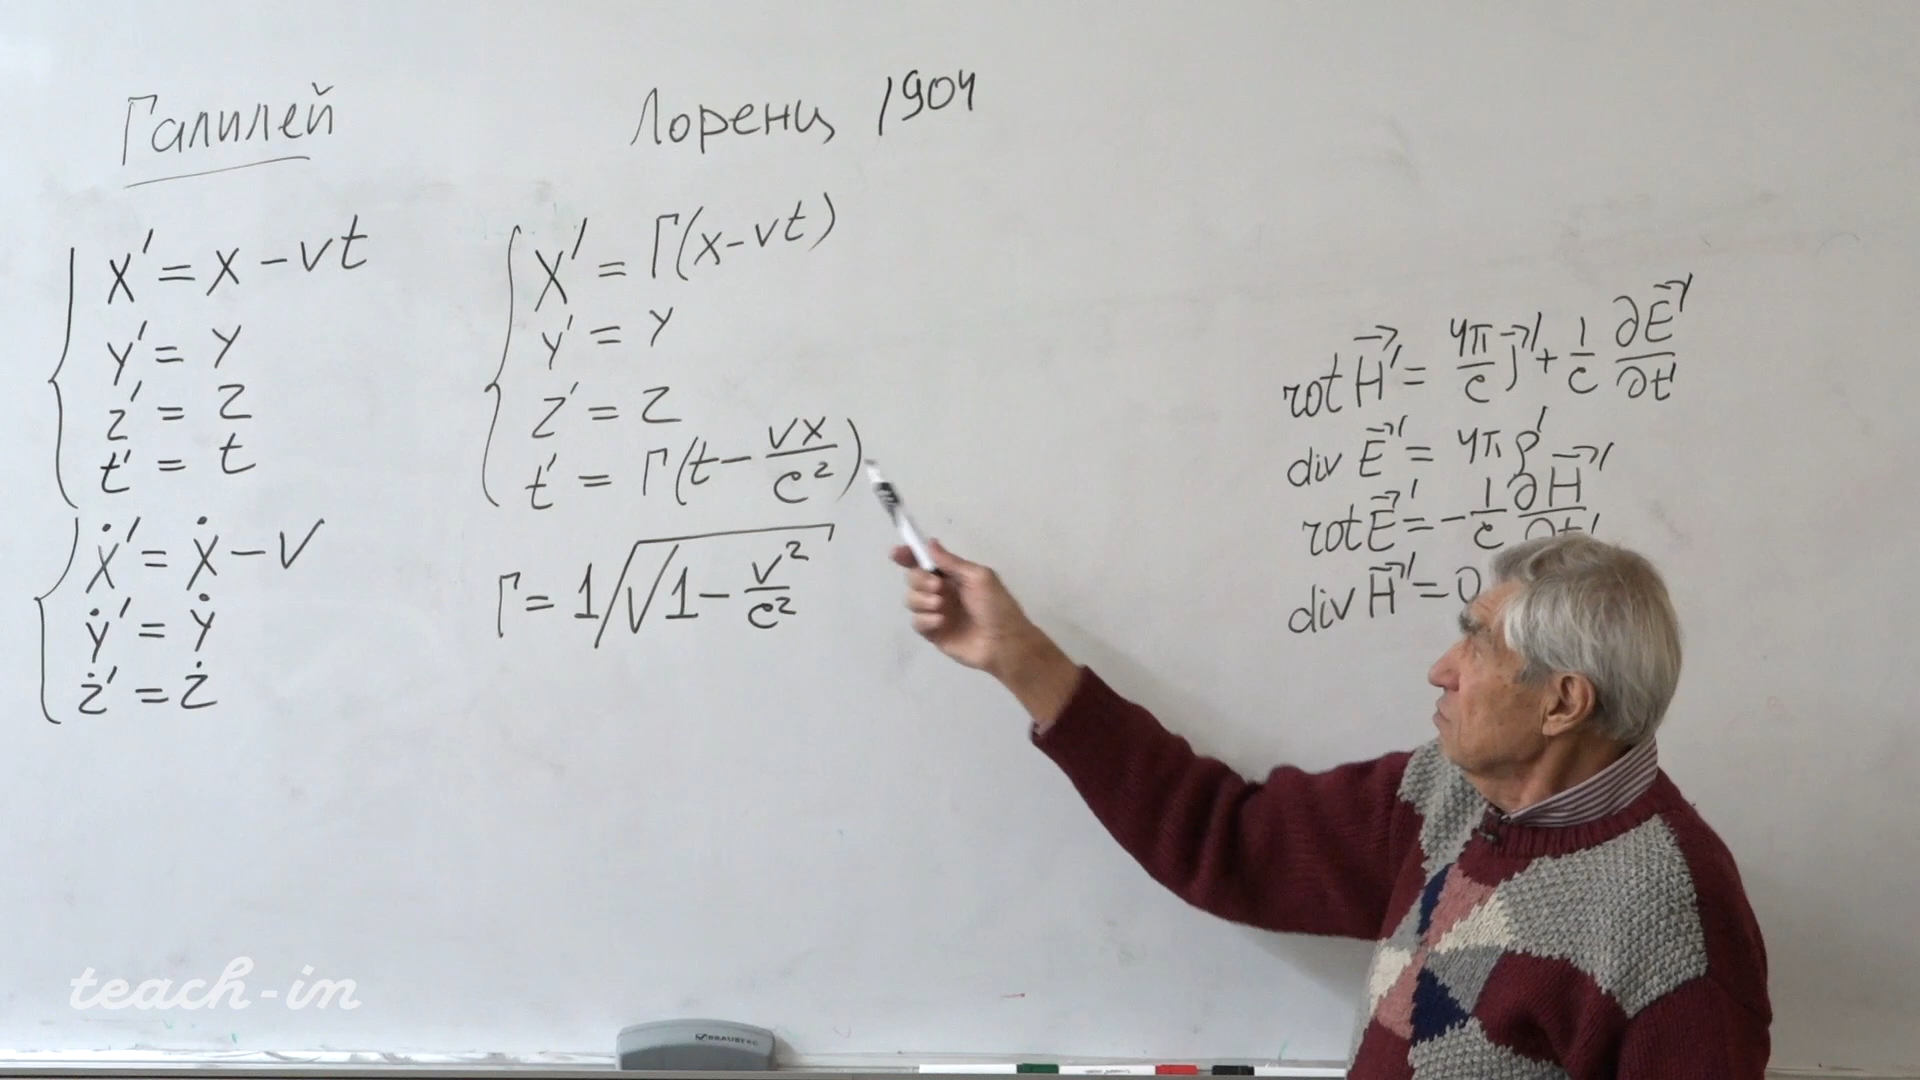 Галилей
x' = x - vt
y' = y
z' = z
t' = t
ẋ' = ẋ - v
ẏ' = ẏ
ż' = ż
Лоренц 1904
x' = Γ(x - vt)
y' = y
z' = z
t' = Γ(t - vx/c²)
Γ = 1/√(1 - v²/c²)
rot H⃗' = 4π/c j⃗' + 1/c ∂E⃗'/∂t'
div E⃗' = 4π ρ'
rot E⃗' = - 1/c ∂H⃗'/∂t'
div H⃗' = 0
teach-in
BRAUBERG